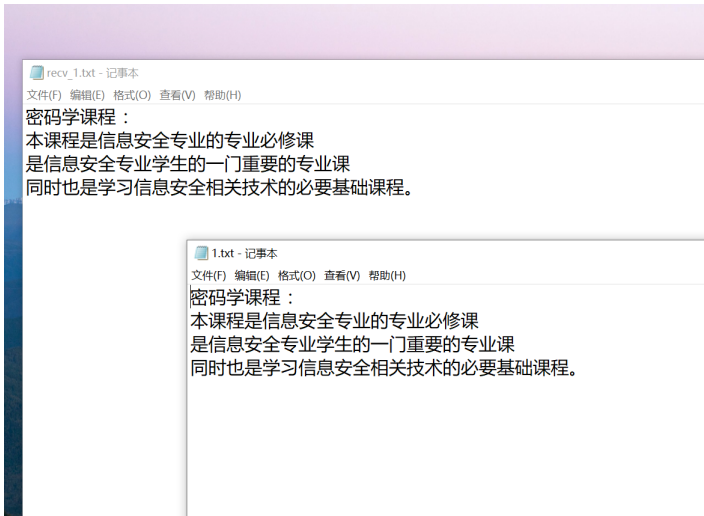 recv_1.txt - 记事本
文件(F) 编辑(E) 格式(O) 查看(V) 帮助(H)
密码学课程：
本课程是信息安全专业的专业必修课
是信息安全专业学生的一门重要的专业课
同时也是学习信息安全相关技术的必要基础课程。
1.txt - 记事本
文件(F) 编辑(E) 格式(O) 查看(V) 帮助(H)
密码学课程：
本课程是信息安全专业的专业必修课
是信息安全专业学生的一门重要的专业课
同时也是学习信息安全相关技术的必要基础课程。